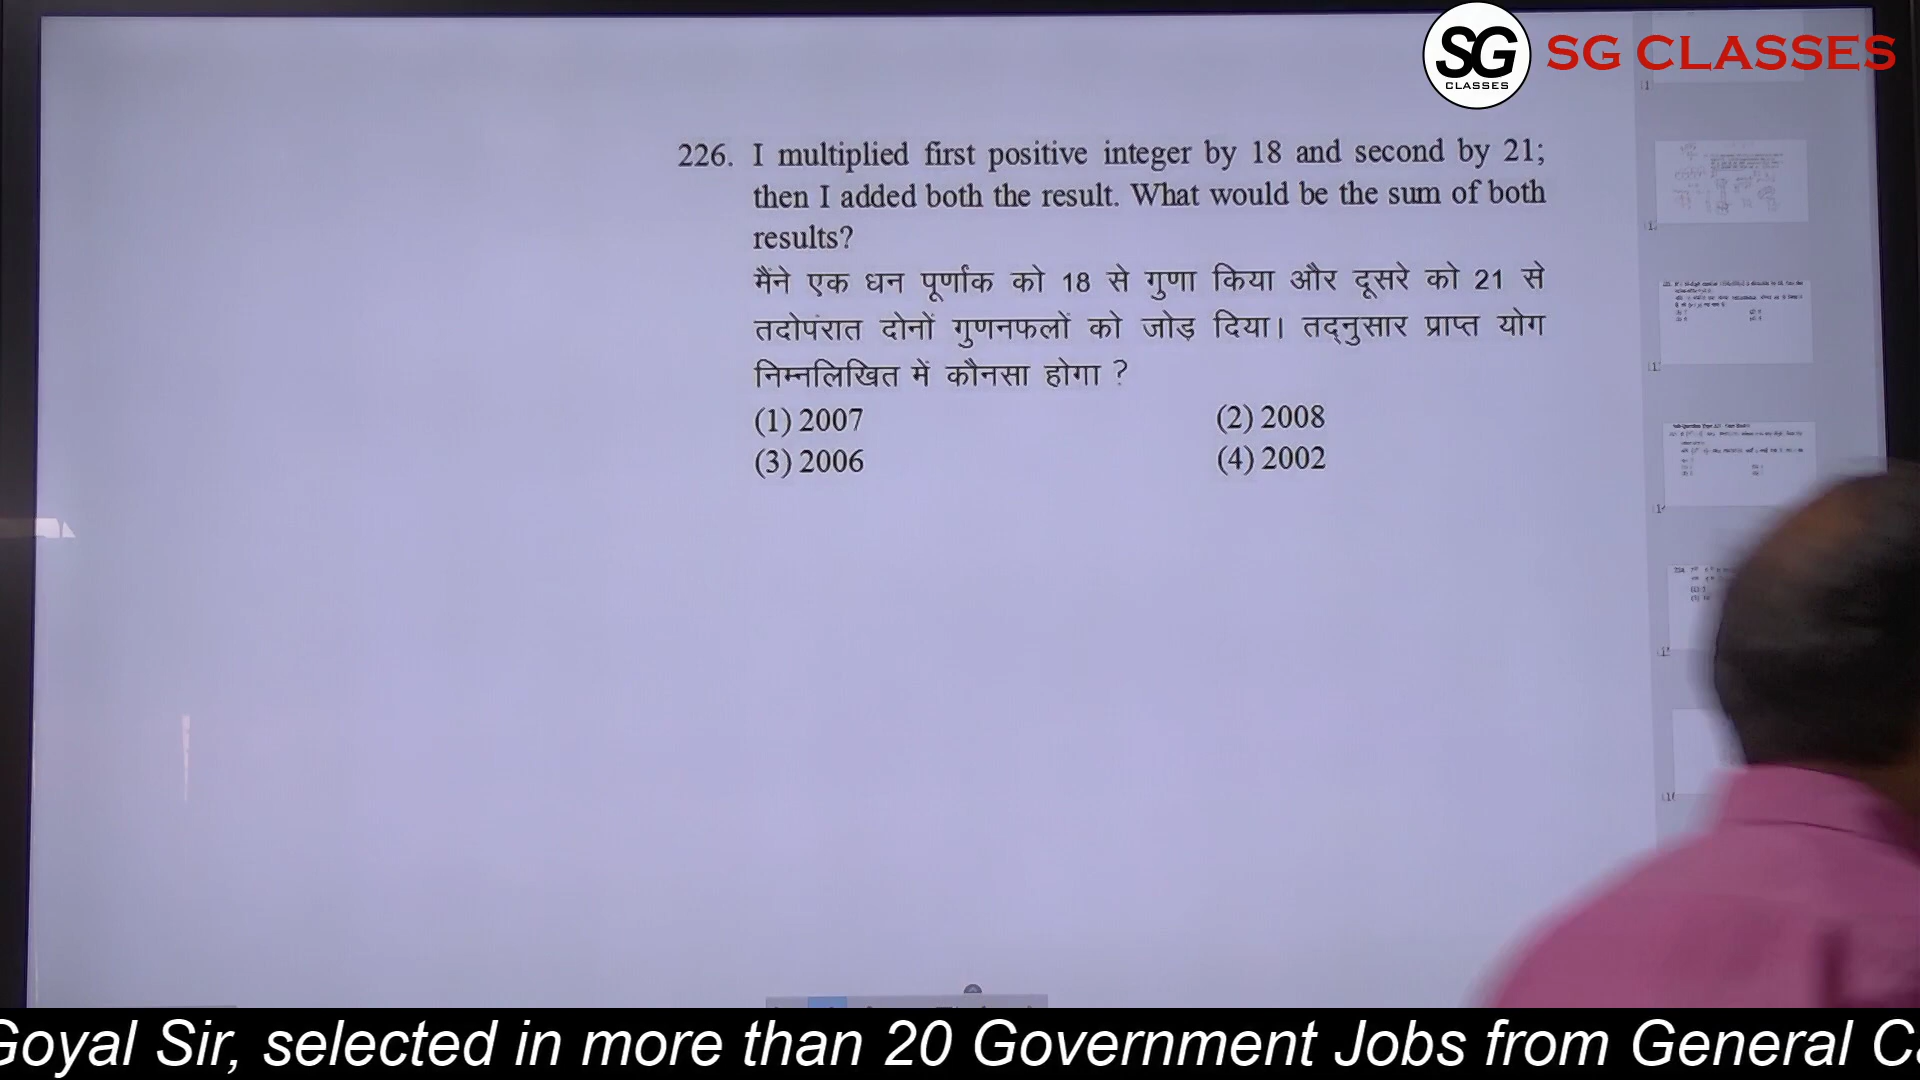 SG
CLASSES
SG CLASSES
226. I multiplied first positive integer by 18 and second by 21;
then I added both the result. What would be the sum of both
results?
मैंने एक धन पूर्णांक को 18 से गुणा किया और दूसरे को 21 से
तदोपरात दोनों गुणनफलों को जोड़ दिया। तद्नुसार प्राप्त योग
निम्नलिखित में कौनसा होगा ?
(1) 2007 (2) 2008
(3) 2006 (4) 2002
Goyal Sir, selected in more than 20 Government Jobs from General